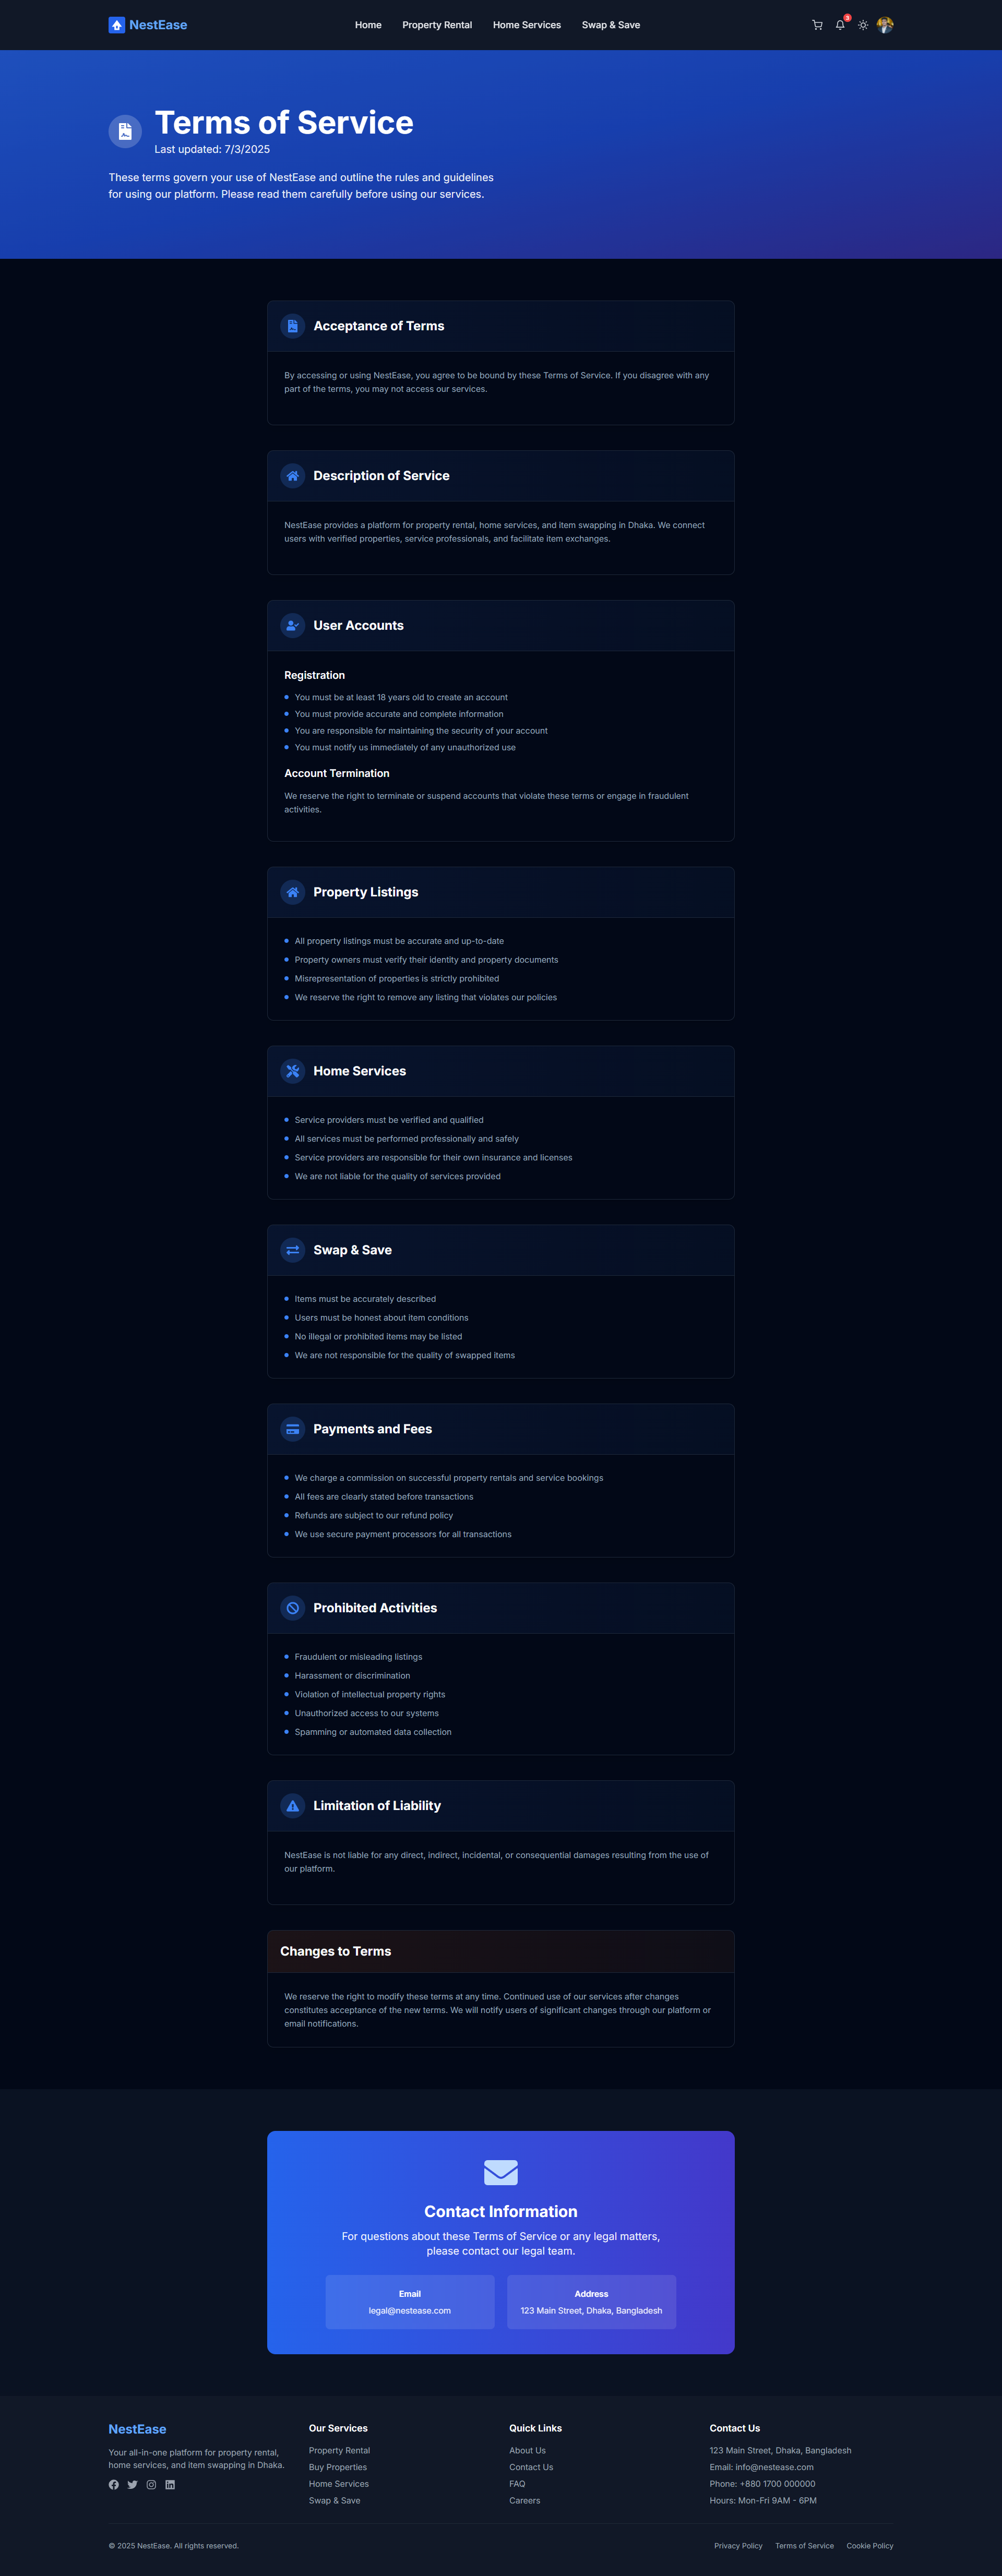 NestEase
Home
Property Rental
Home Services
Swap & Save
3
Terms of Service
Last updated: 7/3/2025
These terms govern your use of NestEase and outline the rules and guidelines
for using our platform. Please read them carefully before using our services.
Acceptance of Terms
By accessing or using NestEase, you agree to be bound by these Terms of Service. If you disagree with any
part of the terms, you may not access our services.
Description of Service
NestEase provides a platform for property rental, home services, and item swapping in Dhaka. We connect
users with verified properties, service professionals, and facilitate item exchanges.
User Accounts
Registration
You must be at least 18 years old to create an account
You must provide accurate and complete information
You are responsible for maintaining the security of your account
You must notify us immediately of any unauthorized use
Account Termination
We reserve the right to terminate or suspend accounts that violate these terms or engage in fraudulent
activities.
Property Listings
All property listings must be accurate and up-to-date
Property owners must verify their identity and property documents
Misrepresentation of properties is strictly prohibited
We reserve the right to remove any listing that violates our policies
Home Services
Service providers must be verified and qualified
All services must be performed professionally and safely
Service providers are responsible for their own insurance and licenses
We are not liable for the quality of services provided
Swap & Save
Items must be accurately described
Users must be honest about item conditions
No illegal or prohibited items may be listed
We are not responsible for the quality of swapped items
Payments and Fees
We charge a commission on successful property rentals and service bookings
All fees are clearly stated before transactions
Refunds are subject to our refund policy
We use secure payment processors for all transactions
Prohibited Activities
Fraudulent or misleading listings
Harassment or discrimination
Violation of intellectual property rights
Unauthorized access to our systems
Spamming or automated data collection
Limitation of Liability
NestEase is not liable for any direct, indirect, incidental, or consequential damages resulting from the use of
our platform.
Changes to Terms
We reserve the right to modify these terms at any time. Continued use of our services after changes
constitutes acceptance of the new terms. We will notify users of significant changes through our platform or
email notifications.
Contact Information
For questions about these Terms of Service or any legal matters,
please contact our legal team.
Email
legal@nestease.com
Address
123 Main Street, Dhaka, Bangladesh
NestEase
Your all-in-one platform for property rental,
home services, and item swapping in Dhaka.
Our Services
Property Rental
Buy Properties
Home Services
Swap & Save
Quick Links
About Us
Contact Us
FAQ
Careers
Contact Us
123 Main Street, Dhaka, Bangladesh
Email: info@nestease.com
Phone: +880 1700 000000
Hours: Mon-Fri 9AM - 6PM
© 2025 NestEase. All rights reserved.
Privacy Policy
Terms of Service
Cookie Policy